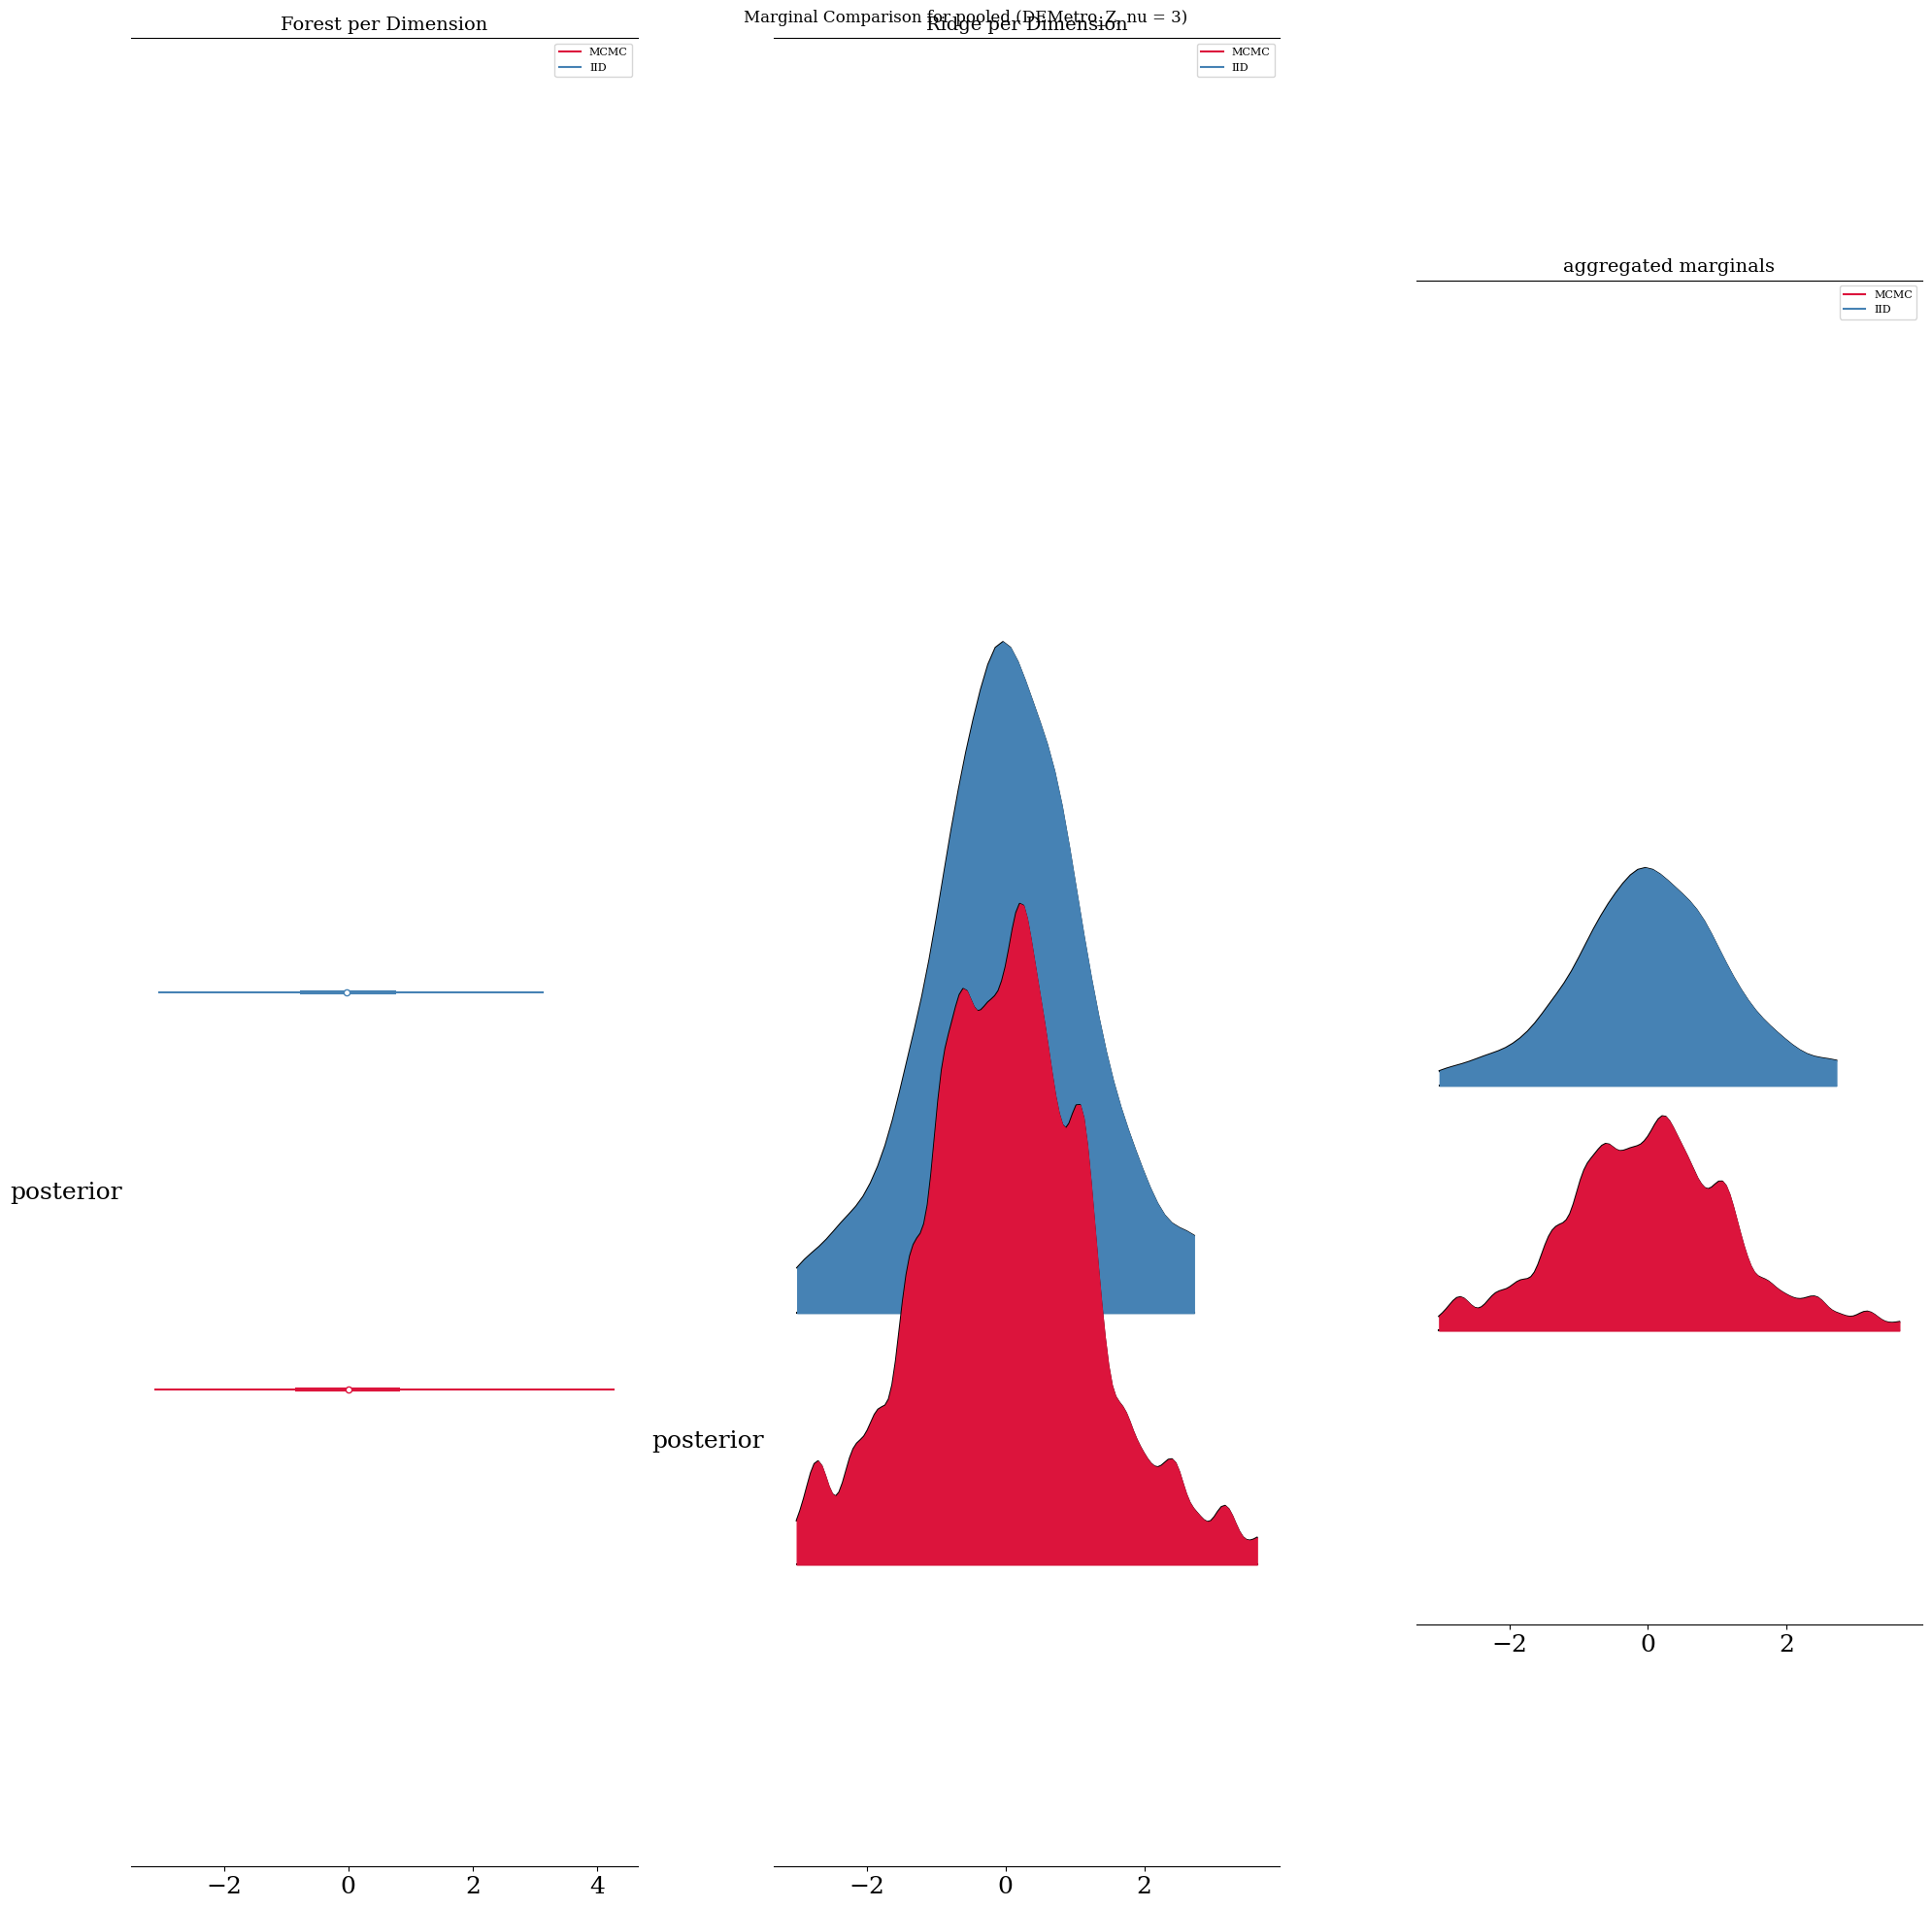 Marginal Comparison for pooled (DEMetro_Z, nu = 3)
Forest per Dimension
MCMC
IID
posterior
−2 0 2 4
Ridge per Dimension
MCMC
IID
posterior
−2 0 2
aggregated marginals
MCMC
IID
−2 0 2